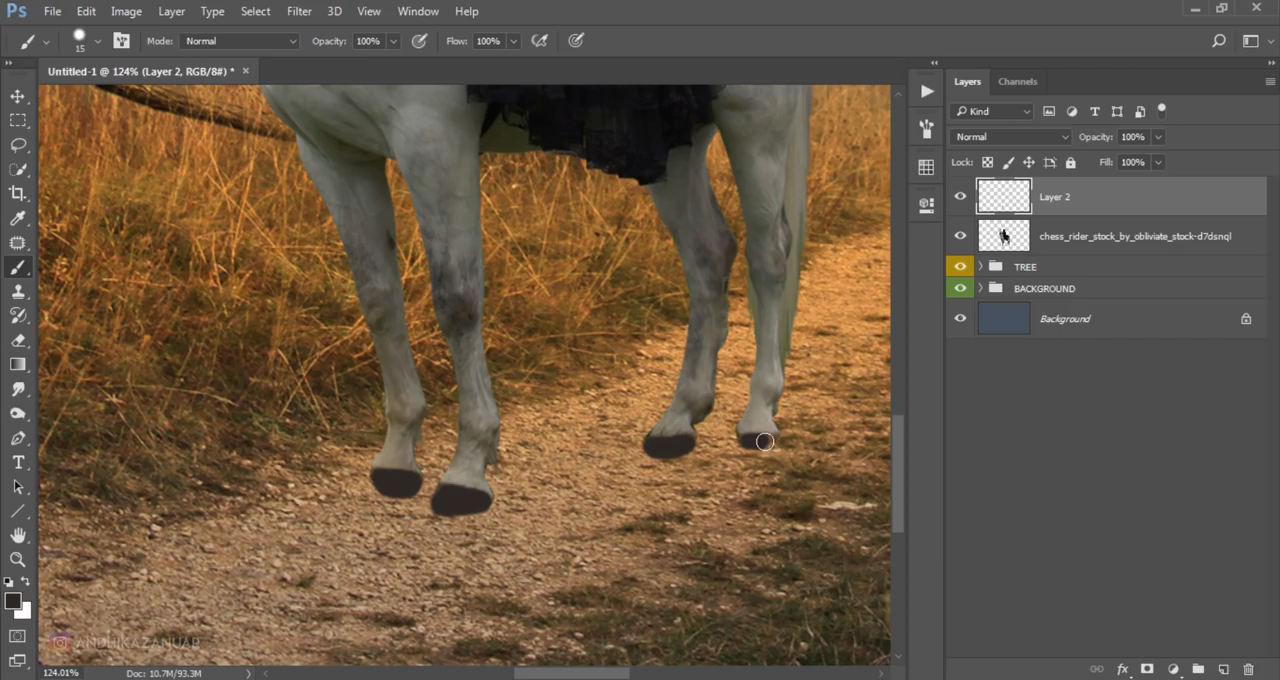 Ps File Edit Image Layer Type Select Filter 3D View Window Help
15 Mode: Normal Opacity: 100% Flow: 100%
Untitled-1 @ 124% (Layer 2, RGB/8#) * ×
Layers Channels
Kind
Normal Opacity: 100%
Lock: Fill: 100%
Layer 2
chess_rider_stock_by_obliviate_stock-d7dsnql
TREE
BACKGROUND
Background
ANDHIKAZANUAR
124.01% Doc: 10.7M/93.3M